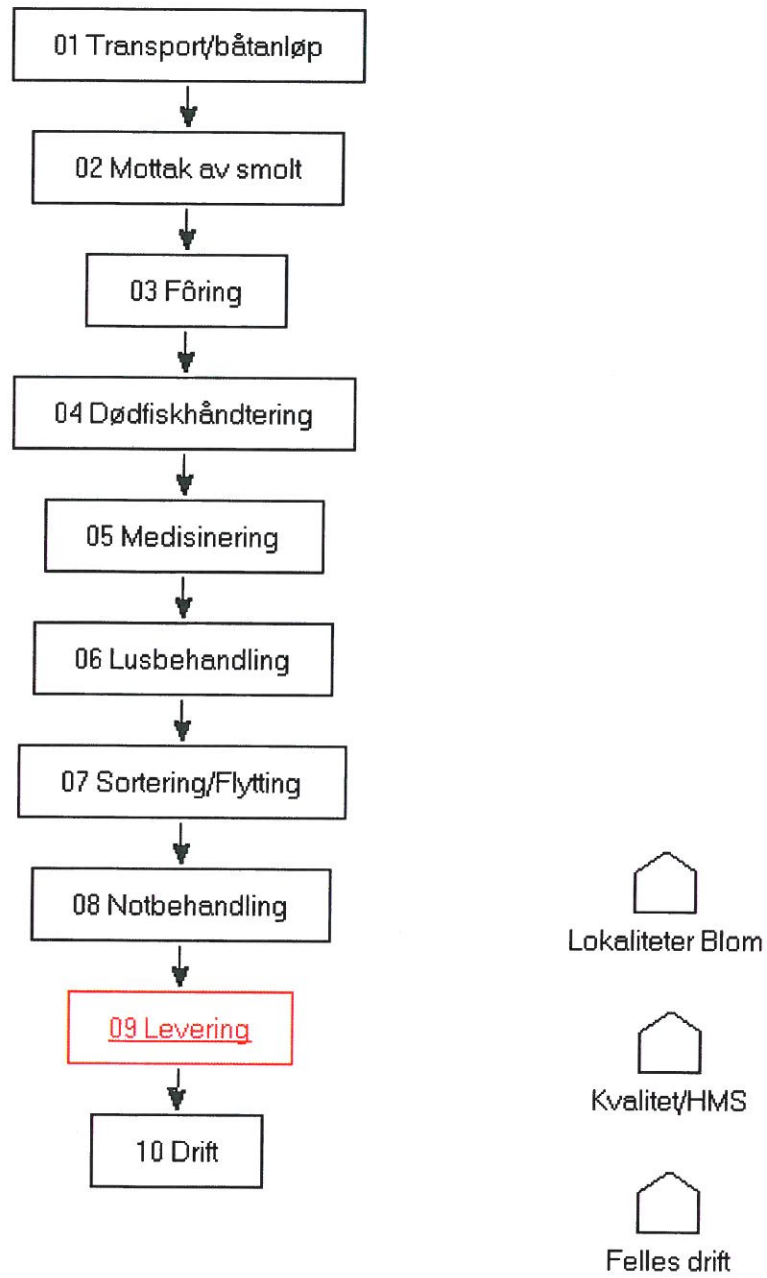 01 Transport/båtanløp
02 Mottak av smolt
03 Fôring
04 Dødfiskhåndtering
05 Medisinering
06 Lusbehandling
07 Sortering/Flytting
08 Notbehandling
09 Levering
10 Drift
Lokaliteter Blom
Kvalitet/HMS
Felles drift